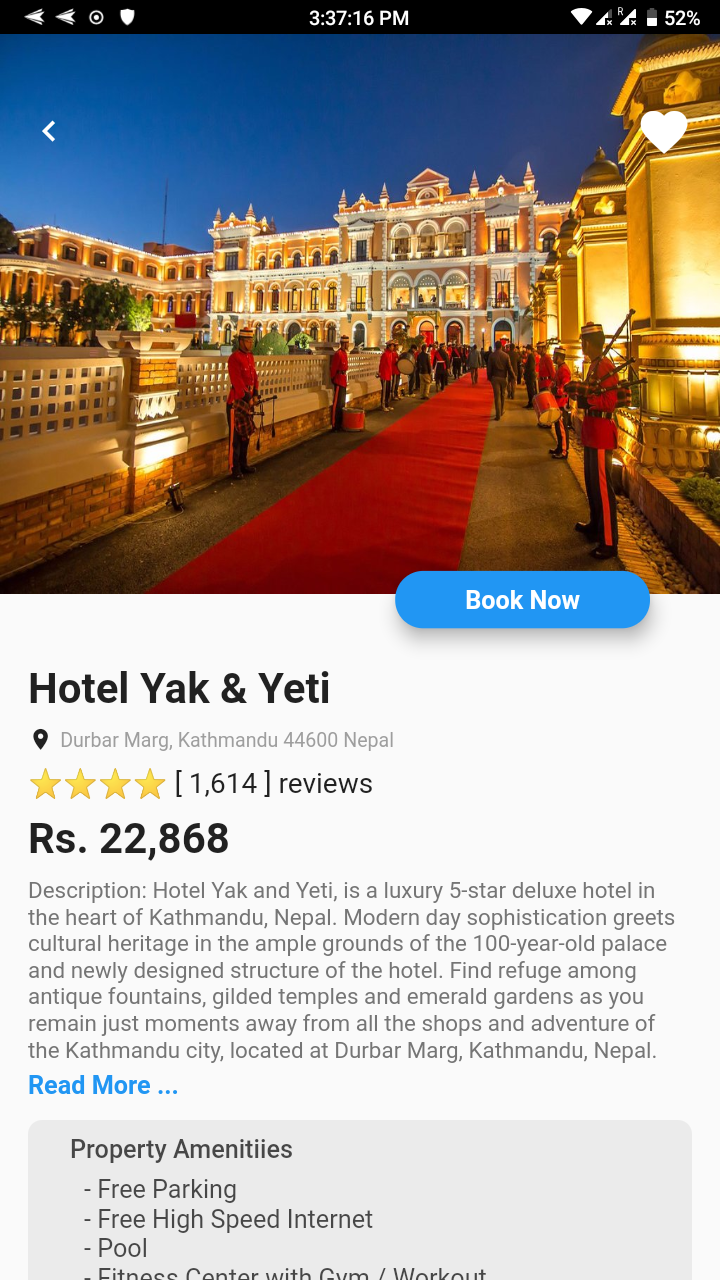 3:37:16 PM
R
52%
Book Now
Hotel Yak & Yeti
Durbar Marg, Kathmandu 44600 Nepal
[ 1,614 ] reviews
Rs. 22,868
Description: Hotel Yak and Yeti, is a luxury 5-star deluxe hotel in
the heart of Kathmandu, Nepal. Modern day sophistication greets
cultural heritage in the ample grounds of the 100-year-old palace
and newly designed structure of the hotel. Find refuge among
antique fountains, gilded temples and emerald gardens as you
remain just moments away from all the shops and adventure of
the Kathmandu city, located at Durbar Marg, Kathmandu, Nepal.
Read More ...
Property Amenitiies
- Free Parking
- Free High Speed Internet
- Pool
- Fitness Center with Gym / Workout